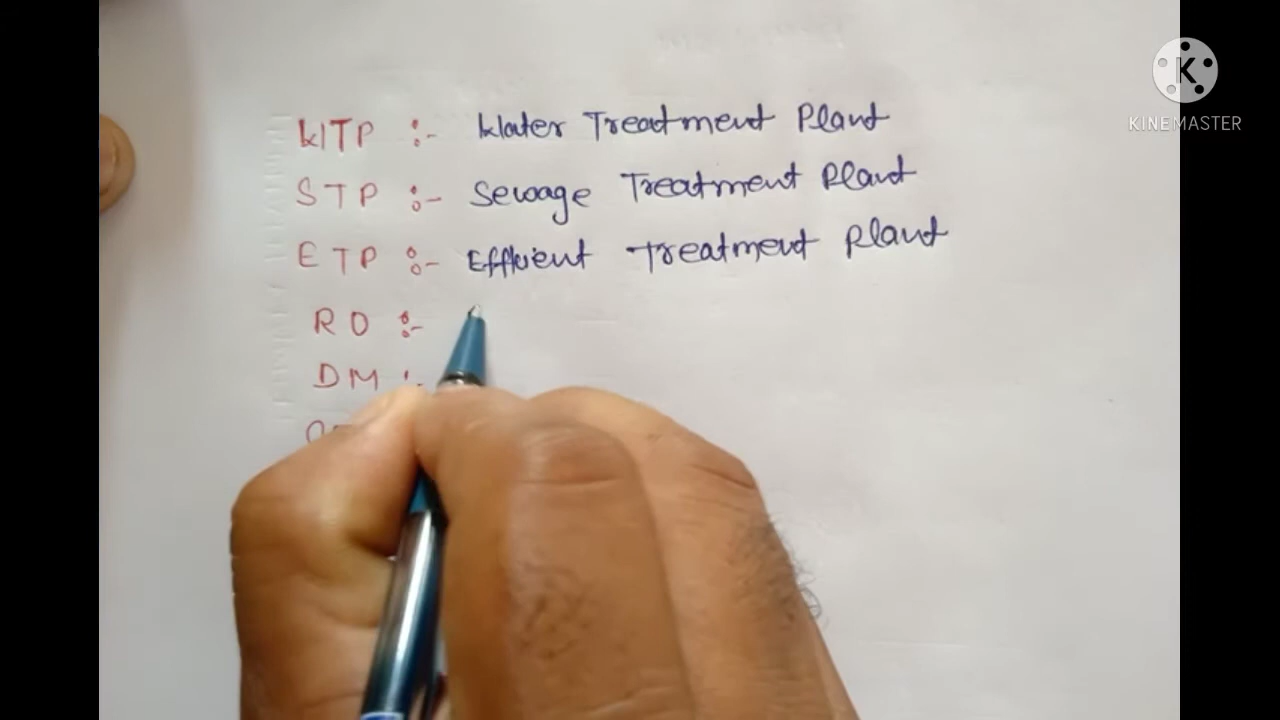 WTP :- Water Treatment Plant
STP :- Sewage Treatment Plant
ETP :- Effluent Treatment Plant
RO :-
DM :-
KINEMASTER